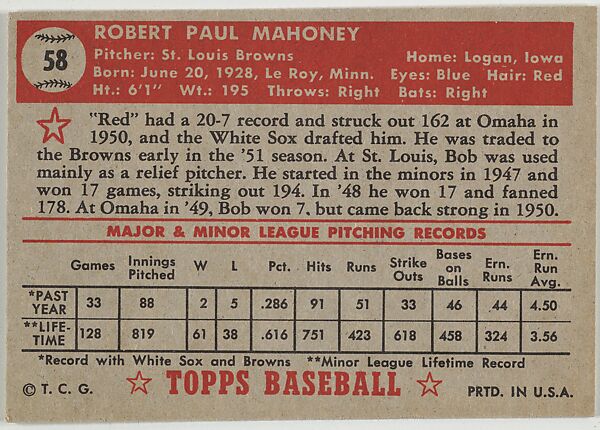 58
ROBERT PAUL MAHONEY
Pitcher: St. Louis Browns Home: Logan, Iowa
Born: June 20, 1928, Le Roy, Minn. Eyes: Blue Hair: Red
Ht.: 6'1" Wt.: 195 Throws: Right Bats: Right
"Red" had a 20-7 record and struck out 162 at Omaha in
1950, and the White Sox drafted him. He was traded to
the Browns early in the '51 season. At St. Louis, Bob was used
mainly as a relief pitcher. He started in the minors in 1947 and
won 17 games, striking out 194. In '48 he won 17 and fanned
178. At Omaha in '49, Bob won 7, but came back strong in 1950.
MAJOR & MINOR LEAGUE PITCHING RECORDS
Games Innings Pitched W L Pct. Hits Runs Strike Outs Bases on Balls Ern. Runs Ern. Run Avg.
*PAST YEAR 33 88 2 5 .286 91 51 33 46 44 4.50
**LIFE-TIME 128 819 61 38 .616 751 423 618 458 324 3.56
*Record with White Sox and Browns **Minor League Lifetime Record
© T. C. G. TOPPS BASEBALL PRTD. IN U.S.A.